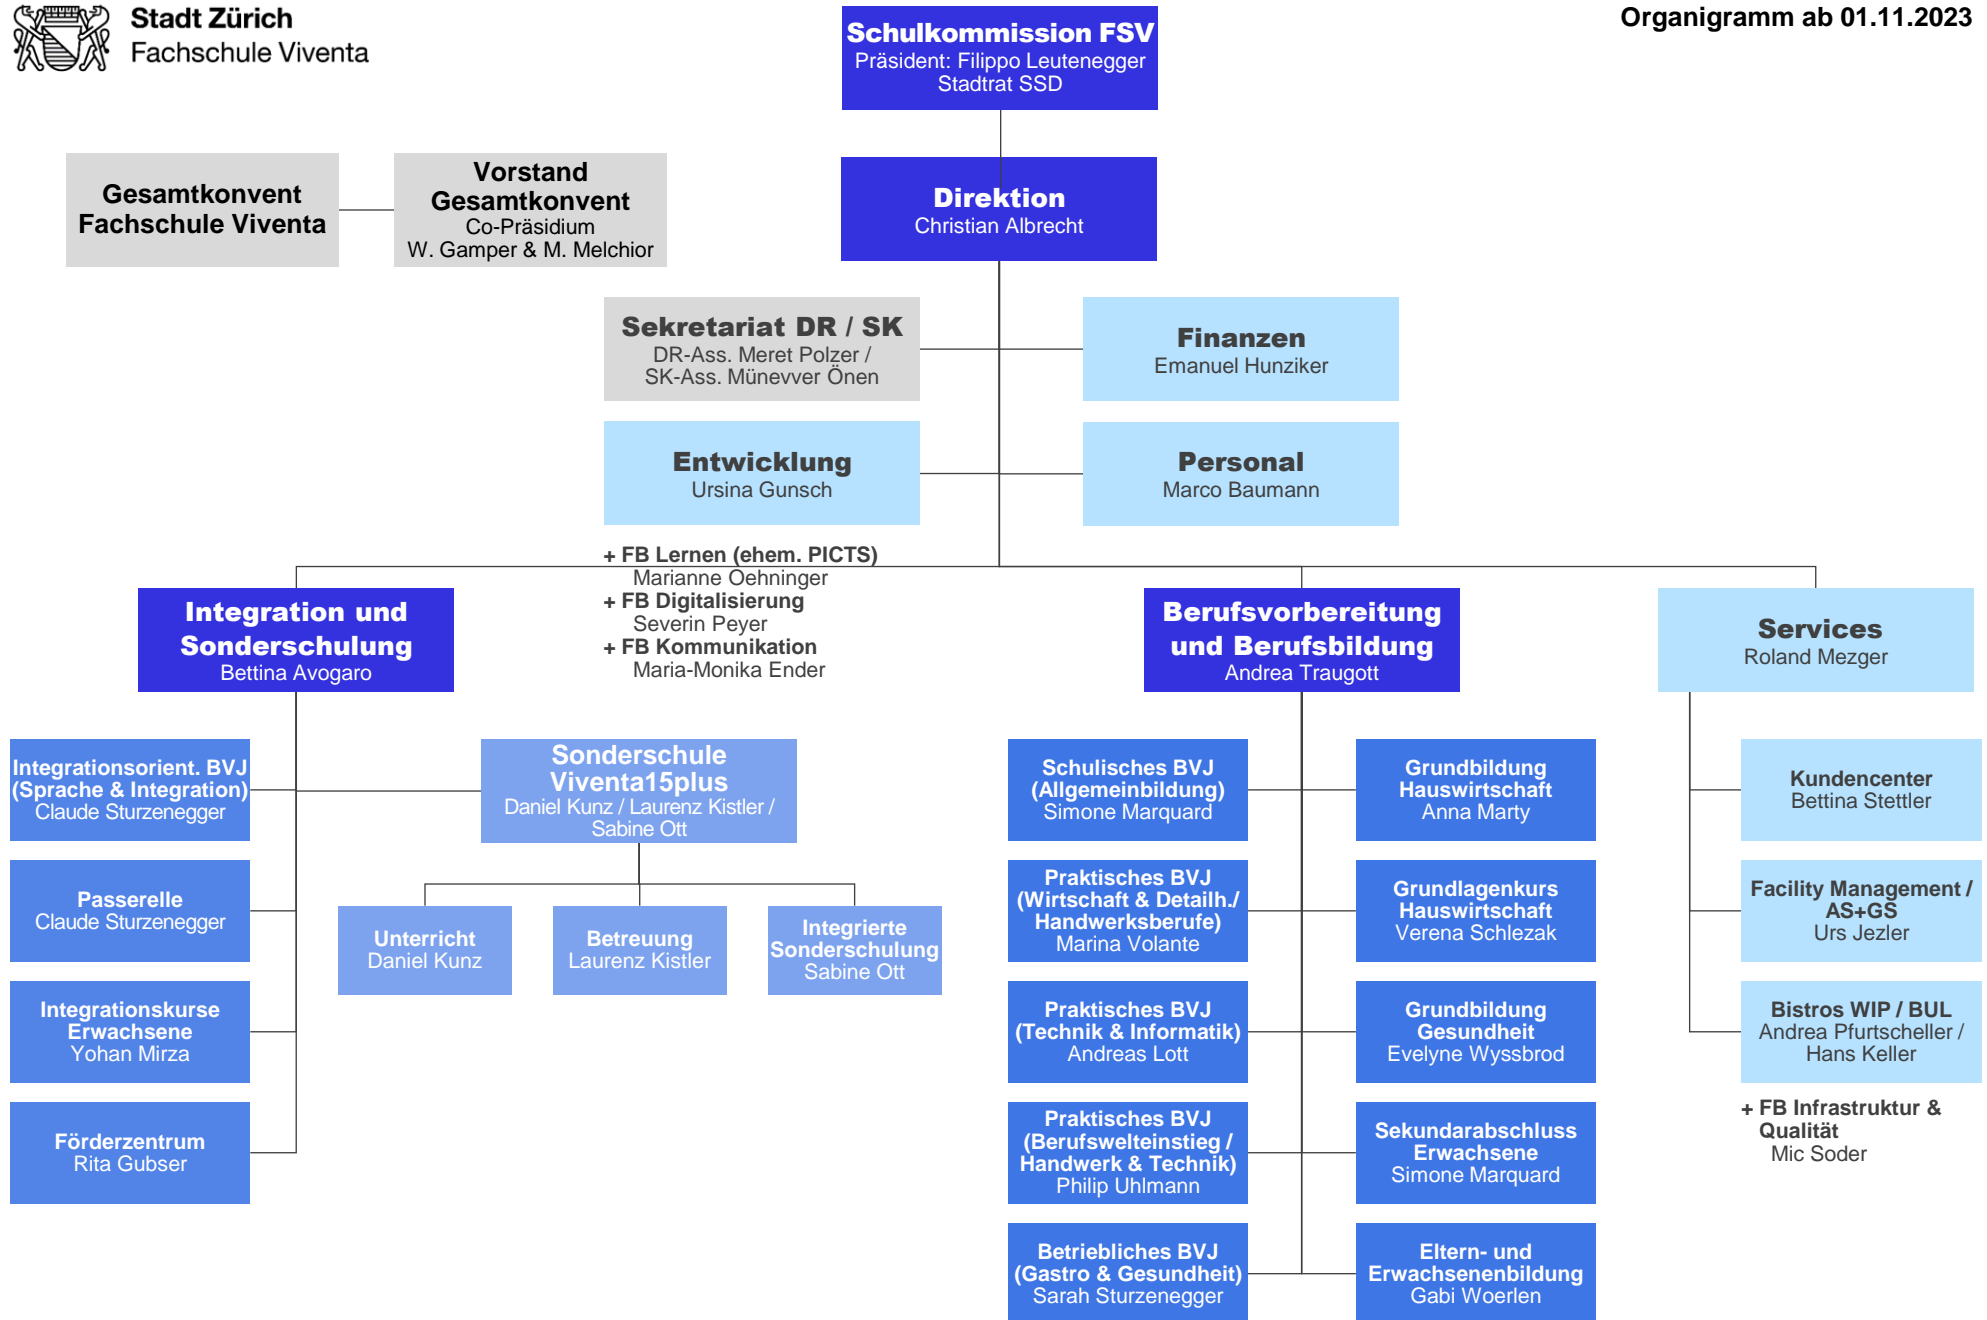 Stadt Zürich
Fachschule Viventa
Organigramm ab 01.11.2023
Schulkommission FSV
Präsident: Filippo Leutenegger
Stadtrat SSD
Gesamtkonvent
Fachschule Viventa
Vorstand
Gesamtkonvent
Co-Präsidium
W. Gamper & M. Melchior
Direktion
Christian Albrecht
Sekretariat DR / SK
DR-Ass. Meret Polzer /
SK-Ass. Münevver Önen
Finanzen
Emanuel Hunziker
Entwicklung
Ursina Gunsch
Personal
Marco Baumann
+ FB Lernen (ehem. PICTS)
Marianne Oehninger
+ FB Digitalisierung
Severin Peyer
+ FB Kommunikation
Maria-Monika Ender
Integration und
Sonderschulung
Bettina Avogaro
Berufsvorbereitung
und Berufsbildung
Andrea Traugott
Services
Roland Mezger
Integrationsorient. BVJ
(Sprache & Integration)
Claude Sturzenegger
Passerelle
Claude Sturzenegger
Integrationskurse
Erwachsene
Yohan Mirza
Förderzentrum
Rita Gubser
Sonderschule
Viventa15plus
Daniel Kunz / Laurenz Kistler /
Sabine Ott
Unterricht
Daniel Kunz
Betreuung
Laurenz Kistler
Integrierte
Sonderschulung
Sabine Ott
Schulisches BVJ
(Allgemeinbildung)
Simone Marquard
Praktisches BVJ
(Wirtschaft & Detailh./
Handwerksberufe)
Marina Volante
Praktisches BVJ
(Technik & Informatik)
Andreas Lott
Praktisches BVJ
(Berufswelteinstieg /
Handwerk & Technik)
Philip Uhlmann
Betriebliches BVJ
(Gastro & Gesundheit)
Sarah Sturzenegger
Grundbildung
Hauswirtschaft
Anna Marty
Grundlagenkurs
Hauswirtschaft
Verena Schlezak
Grundbildung
Gesundheit
Evelyne Wyssbrod
Sekundarabschluss
Erwachsene
Simone Marquard
Eltern- und
Erwachsenenbildung
Gabi Woerlen
Kundencenter
Bettina Stettler
Facility Management /
AS+GS
Urs Jezler
Bistros WIP / BUL
Andrea Pfurtscheller /
Hans Keller
+ FB Infrastruktur &
Qualität
Mic Soder